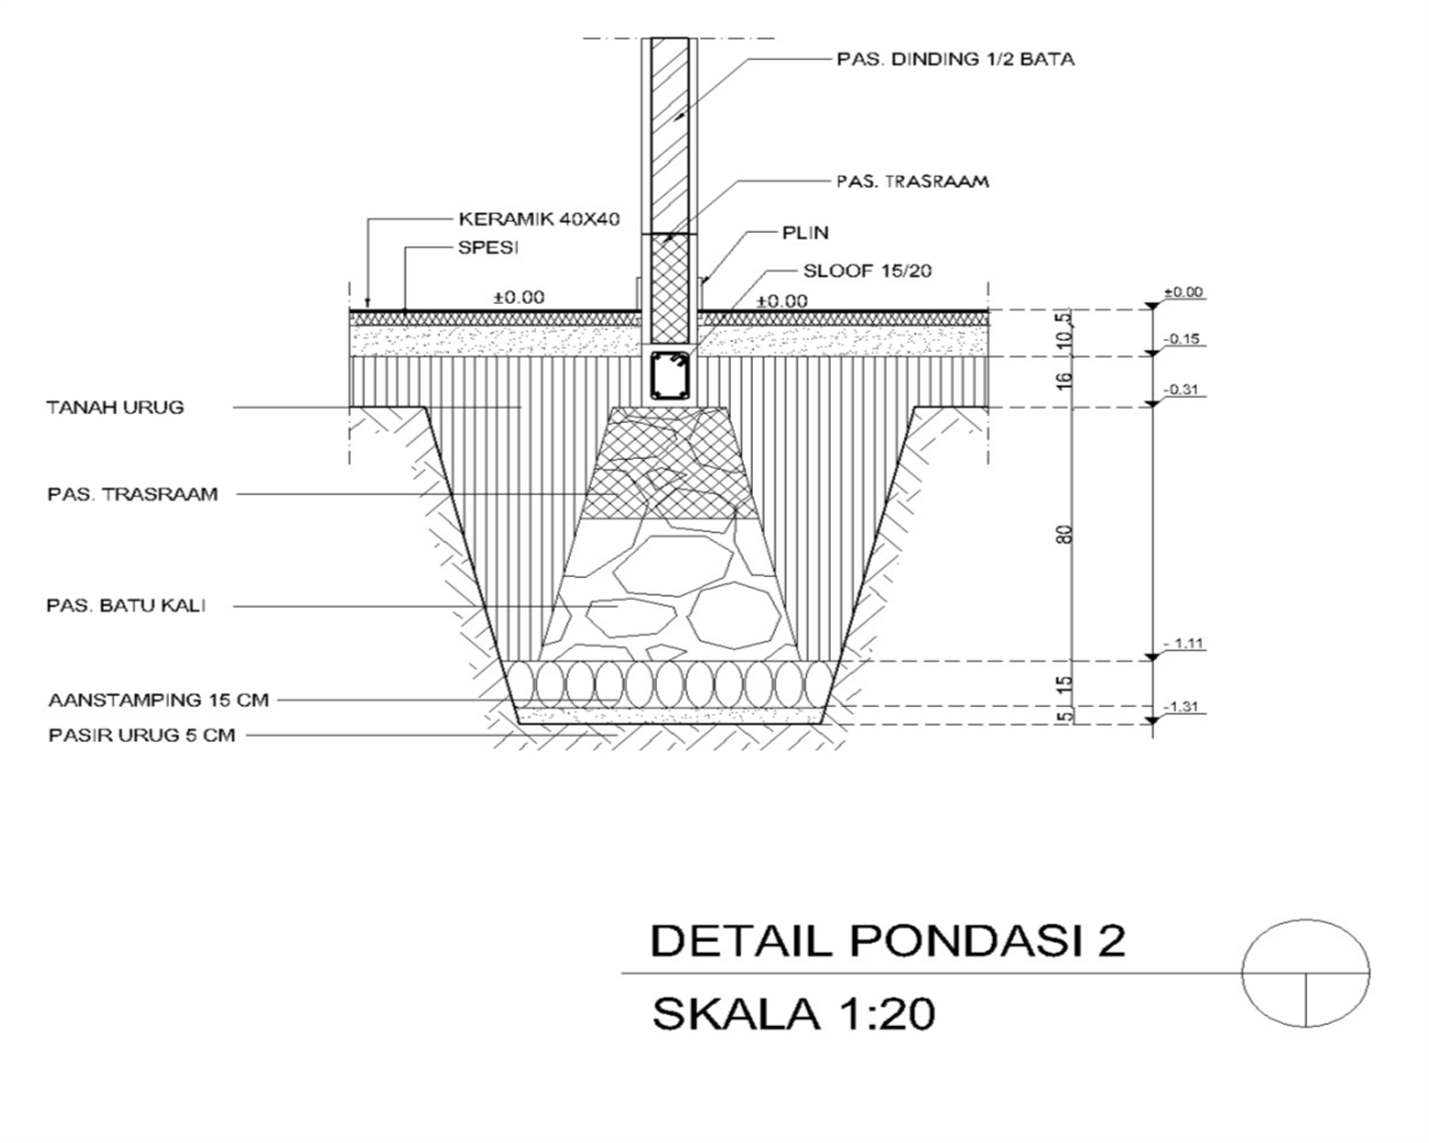 PAS. DINDING 1/2 BATA
PAS. TRASRAAM
KERAMIK 40X40
SPESI
PLIN
SLOOF 15/20
±0.00
±0.00
±0.00
5
10
-0.15
16
-0.31
TANAH URUG
PAS. TRASRAAM
80
PAS. BATU KALI
- 1.11
15
AANSTAMPING 15 CM
5
-1.31
PASIR URUG 5 CM
DETAIL PONDASI 2
SKALA 1:20